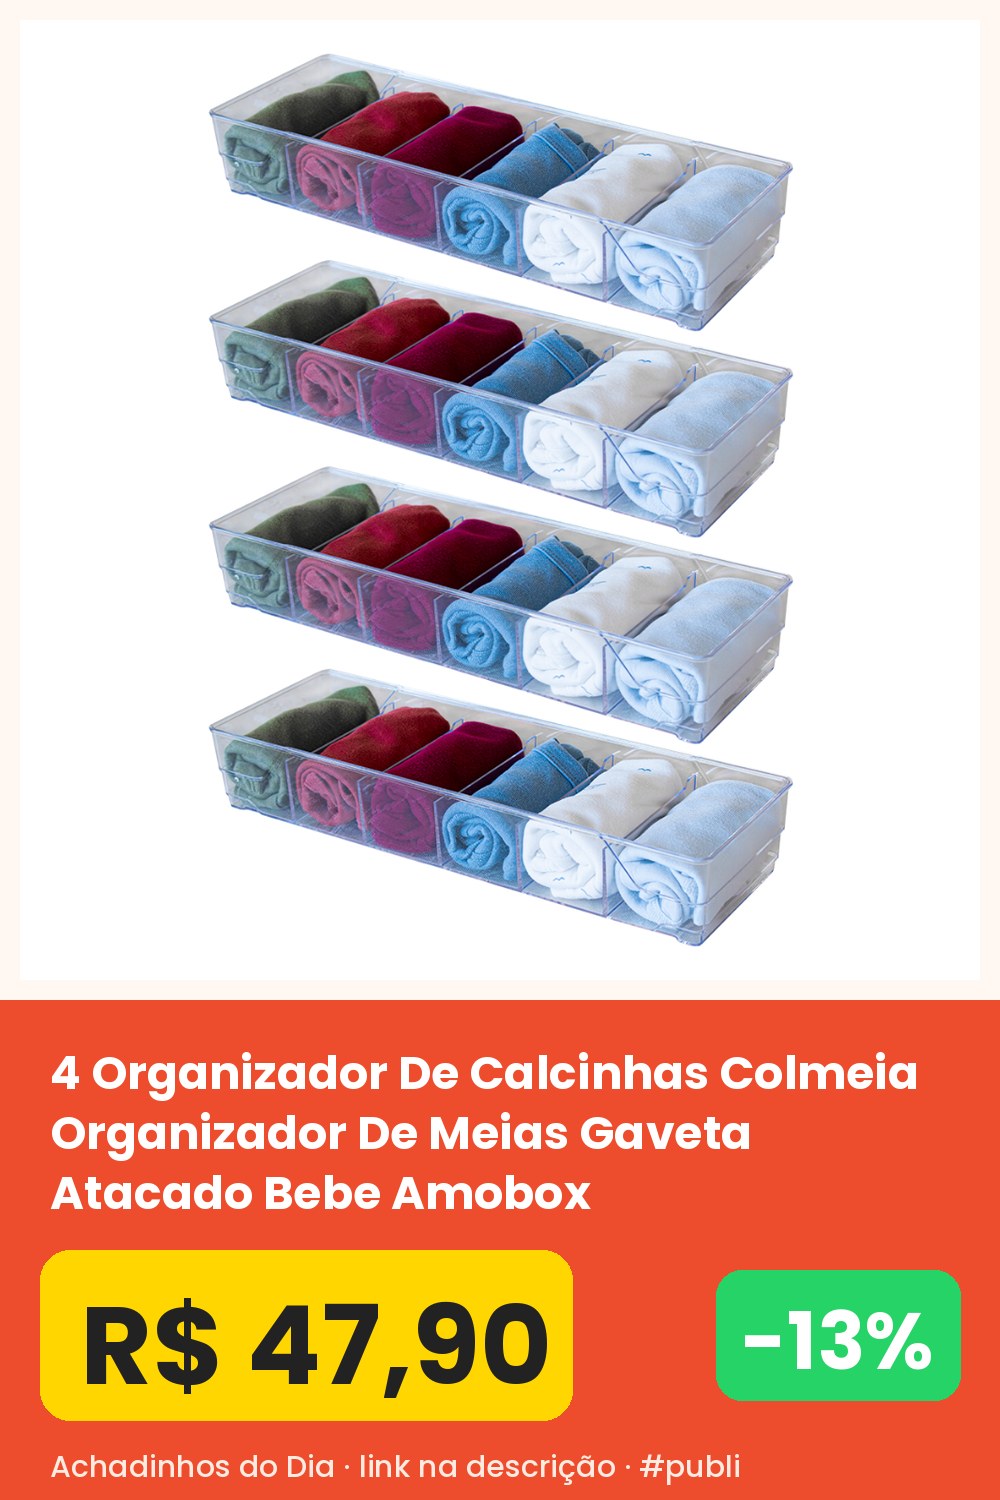 4 Organizador De Calcinhas Colmeia
Organizador De Meias Gaveta
Atacado Bebe Amobox
R$ 47,90
-13%
Achadinhos do Dia · link na descrição · #publi